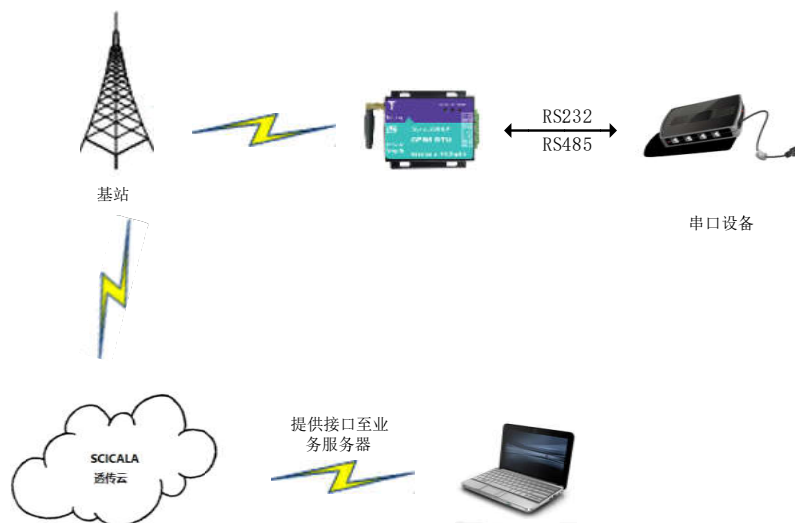 RS232
RS485
基站
串口设备
提供接口至业
务服务器
SCICALA
透传云